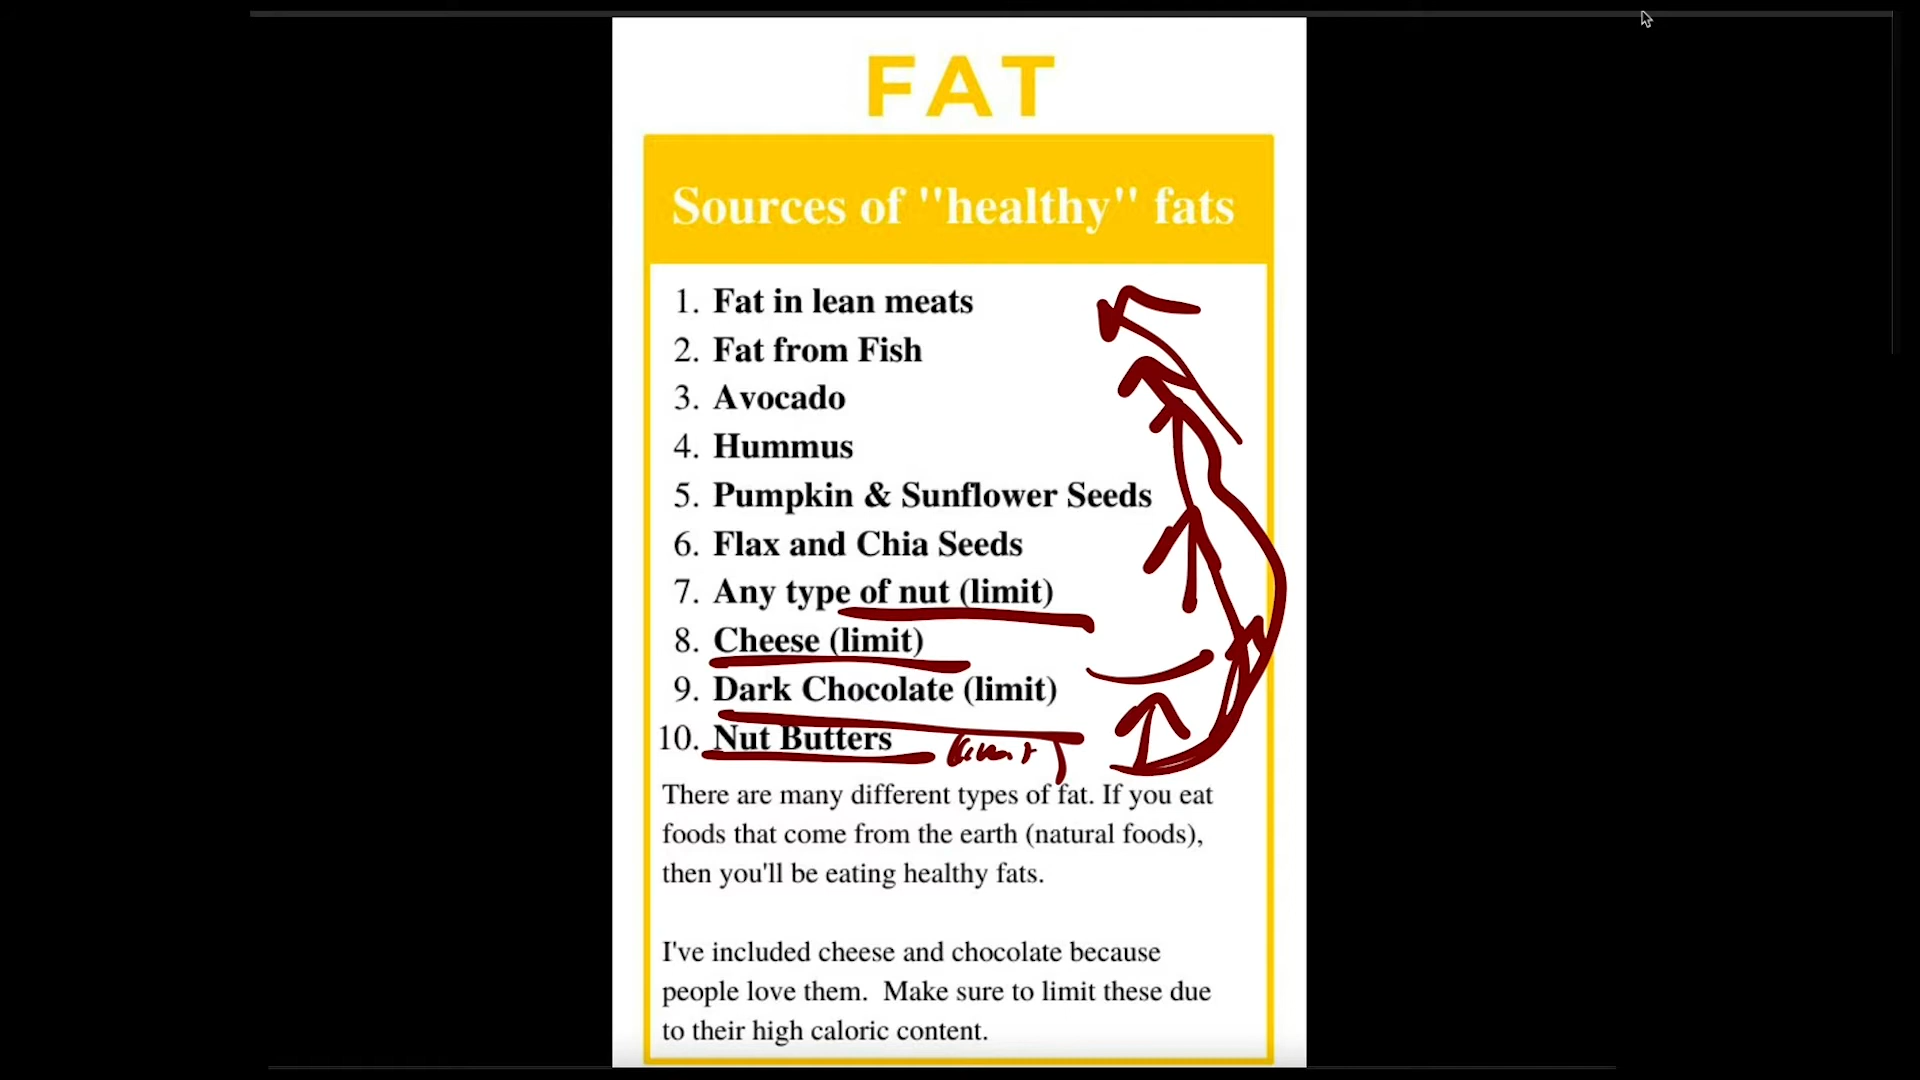 FAT
Sources of "healthy" fats
1. Fat in lean meats
2. Fat from Fish
3. Avocado
4. Hummus
5. Pumpkin & Sunflower Seeds
6. Flax and Chia Seeds
7. Any type of nut (limit)
8. Cheese (limit)
9. Dark Chocolate (limit)
10. Nut Butters
There are many different types of fat. If you eat
foods that come from the earth (natural foods),
then you'll be eating healthy fats.
I've included cheese and chocolate because
people love them. Make sure to limit these due
to their high caloric content.